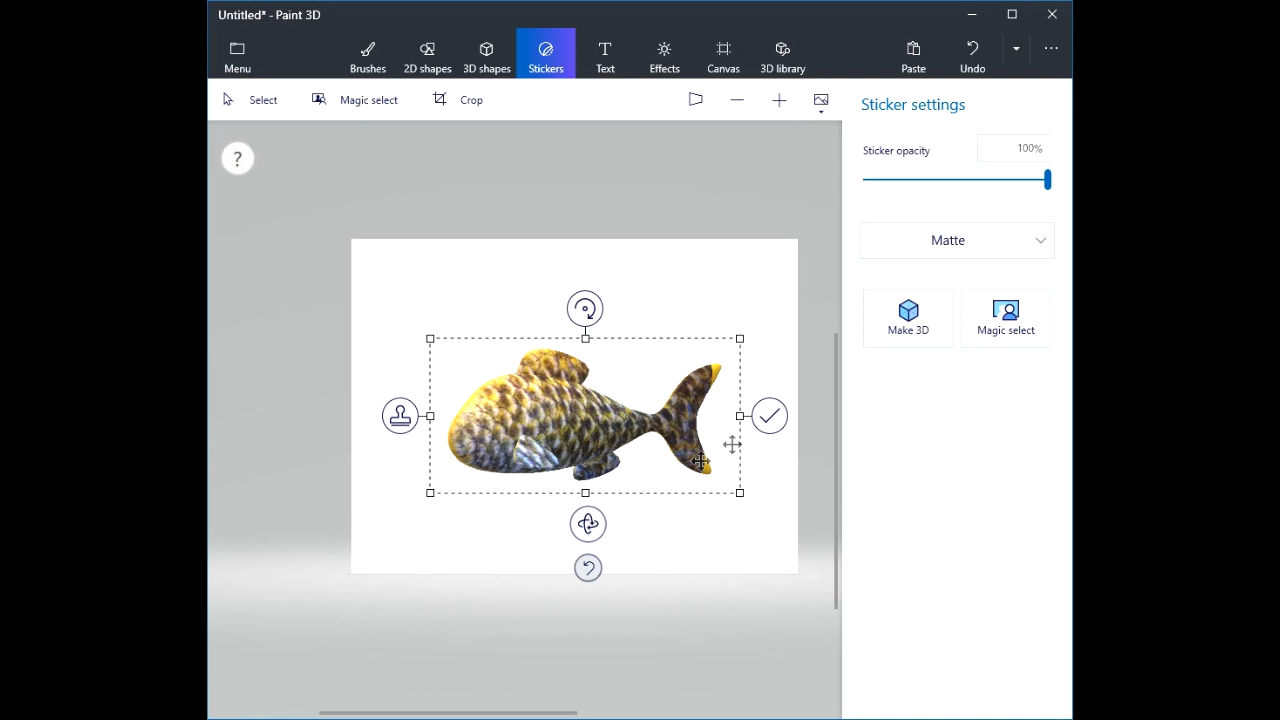 Untitled* - Paint 3D
Menu Brushes 2D shapes 3D shapes Stickers Text Effects Canvas 3D library Paste Undo
Select Magic select Crop
Sticker settings
?
Sticker opacity 100%
Matte
Make 3D Magic select